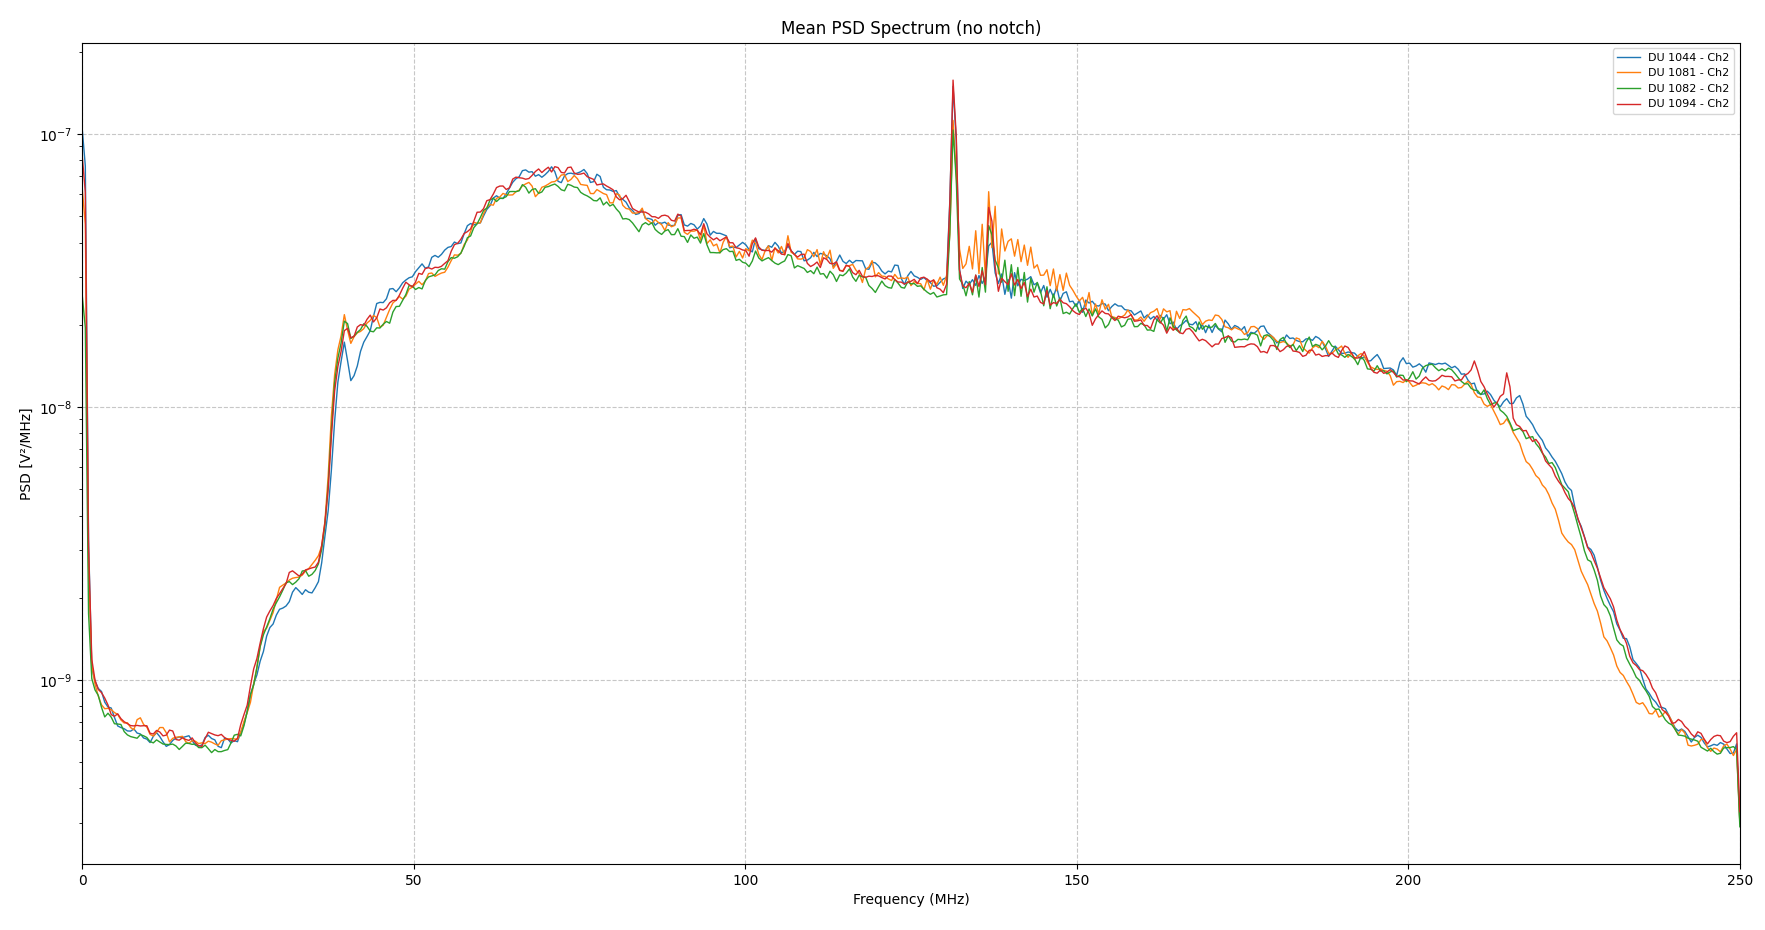 Mean PSD Spectrum (no notch)
DU 1044 - Ch2
DU 1081 - Ch2
DU 1082 - Ch2
DU 1094 - Ch2
PSD [V²/MHz]
10⁻⁷
10⁻⁸
10⁻⁹
0 50 100 150 200 250
Frequency (MHz)